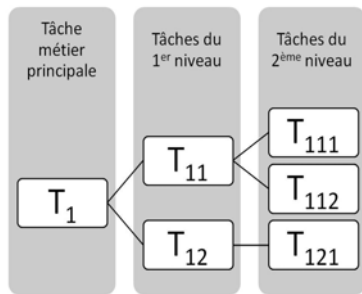 Tâche
métier
principale
Tâches du
1er niveau
Tâches du
2ème niveau
T1
T11
T12
T111
T112
T121